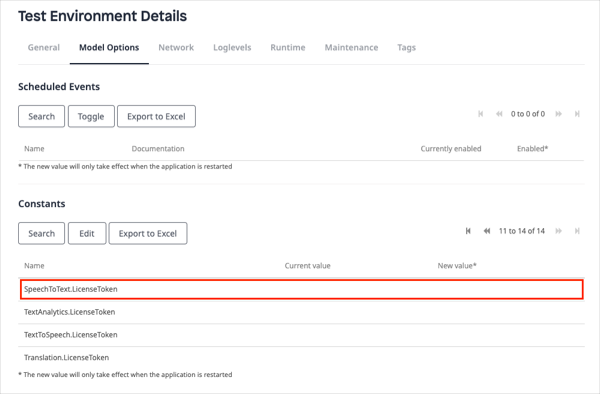 Test Environment Details
General Model Options Network Loglevels Runtime Maintenance Tags
Scheduled Events
Search Toggle Export to Excel 0 to 0 of 0
Name Documentation Currently enabled Enabled*
* The new value will only take effect when the application is restarted
Constants
Search Edit Export to Excel 11 to 14 of 14
Name Current value New value*
SpeechToText.LicenseToken
TextAnalytics.LicenseToken
TextToSpeech.LicenseToken
Translation.LicenseToken
* The new value will only take effect when the application is restarted